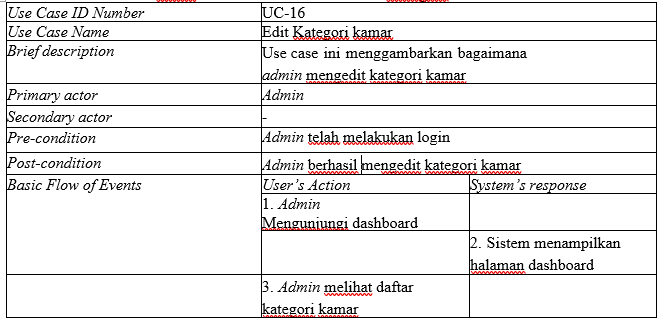 Use Case ID Number UC-16
Use Case Name Edit Kategori kamar
Brief description Use case ini menggambarkan bagaimana
admin mengedit kategori kamar
Primary actor Admin
Secondary actor -
Pre-condition Admin telah melakukan login
Post-condition Admin berhasil mengedit kategori kamar
Basic Flow of Events User's Action System's response
1. Admin
Mengunjungi dashboard
2. Sistem menampilkan
halaman dashboard
3. Admin melihat daftar
kategori kamar